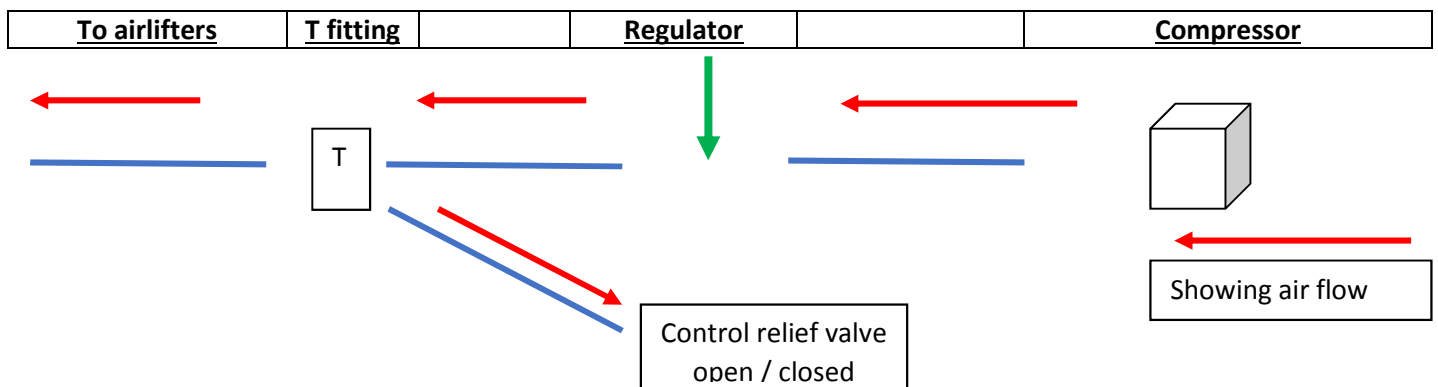 To airlifters T fitting Regulator Compressor
T
Showing air flow
Control relief valve
open / closed